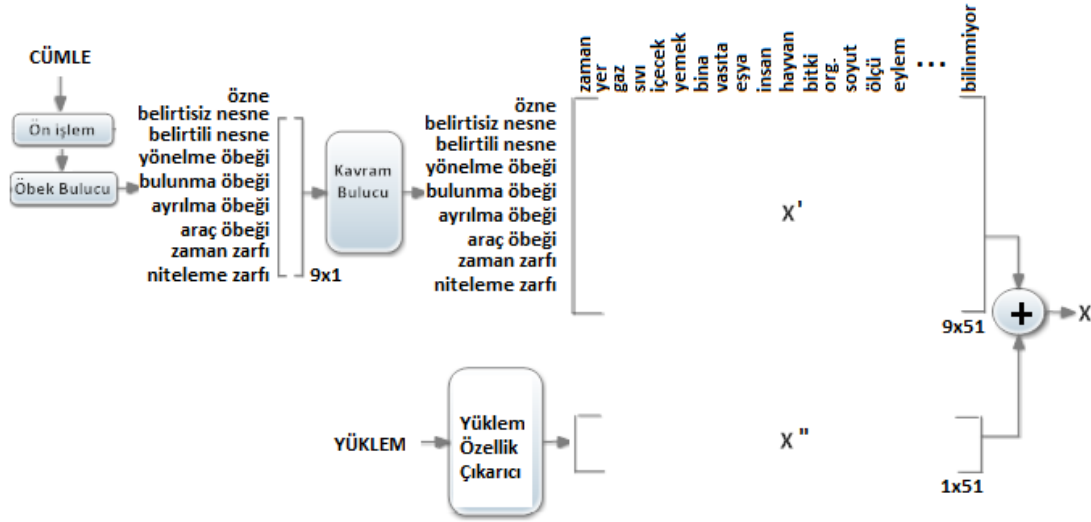 CÜMLE
Ön işlem
Öbek Bulucu
özne
belirtisiz nesne
belirtili nesne
yönelme öbeği
bulunma öbeği
ayrılma öbeği
araç öbeği
zaman zarfı
niteleme zarfı
9x1
Kavram
Bulucu
özne
belirtisiz nesne
belirtili nesne
yönelme öbeği
bulunma öbeği
ayrılma öbeği
araç öbeği
zaman zarfı
niteleme zarfı
zaman
yer
gaz
sıvı
içecek
yemek
bina
vasıta
eşya
insan
hayvan
bitki
org.
soyut
ölçü
eylem
...
bilinmiyor
X'
9x51
+
X
YÜKLEM
Yüklem
Özellik
Çıkarıcı
X"
1x51